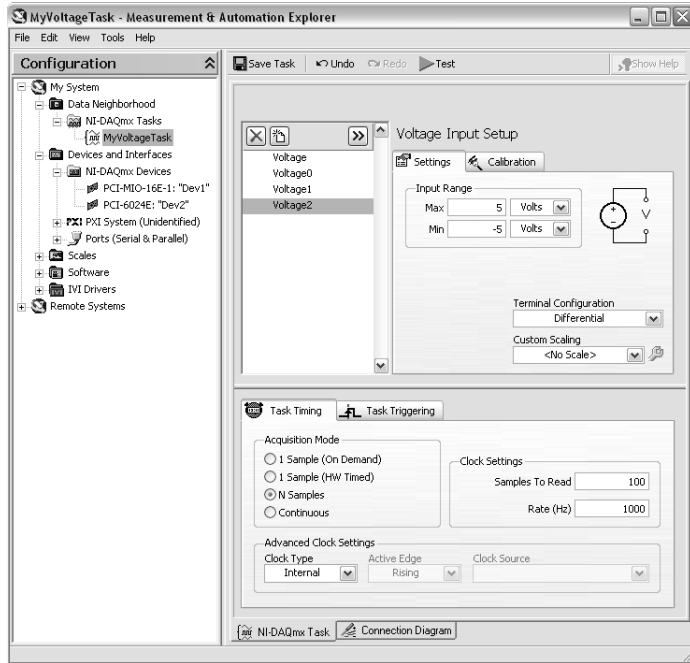 MyVoltageTask - Measurement & Automation Explorer
File Edit View Tools Help
Configuration
Save Task Undo Redo Test Show Help
My System
Data Neighborhood
NI-DAQmx Tasks
MyVoltageTask
Devices and Interfaces
NI-DAQmx Devices
PCI-MIO-16E-1: "Dev1"
PCI-6024E: "Dev2"
PXI System (Unidentified)
Ports (Serial & Parallel)
Scales
Software
IVI Drivers
Remote Systems
Voltage
Voltage0
Voltage1
Voltage2
Voltage Input Setup
Settings Calibration
Input Range
Max 5 Volts
Min -5 Volts
V
Terminal Configuration
Differential
Custom Scaling
<No Scale>
Task Timing Task Triggering
Acquisition Mode
1 Sample (On Demand)
1 Sample (HW Timed)
N Samples
Continuous
Clock Settings
Samples To Read 100
Rate (Hz) 1000
Advanced Clock Settings
Clock Type Active Edge Clock Source
Internal Rising
NI-DAQmx Task Connection Diagram